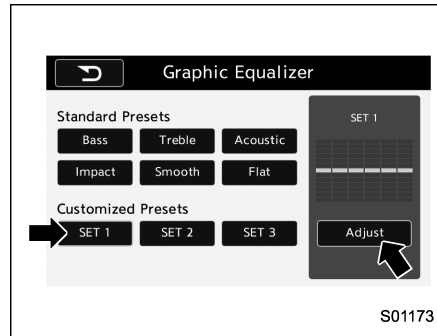 Graphic Equalizer
Standard Presets
Bass Treble Acoustic
Impact Smooth Flat
Customized Presets
SET 1 SET 2 SET 3
SET 1
Adjust
S01173